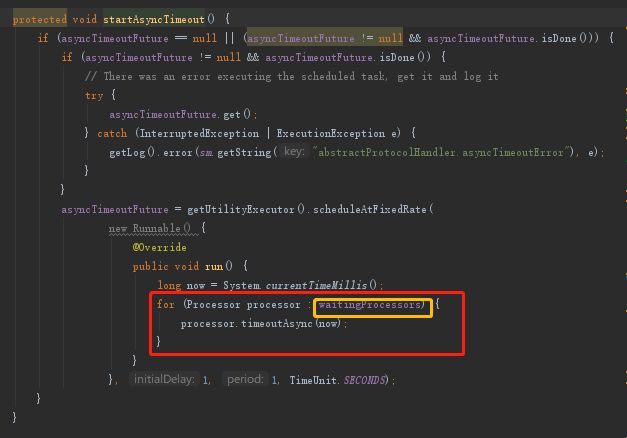 protected void startAsyncTimeout() {
if (asyncTimeoutFuture == null || (asyncTimeoutFuture != null && asyncTimeoutFuture.isDone())) {
if (asyncTimeoutFuture != null && asyncTimeoutFuture.isDone()) {
// There was an error executing the scheduled task, get it and log it
try {
asyncTimeoutFuture.get();
} catch (InterruptedException | ExecutionException e) {
getLog().error(sm.getString( key: "abstractProtocolHandler.asyncTimeoutError"), e);
}
}
asyncTimeoutFuture = getUtilityExecutor().scheduleAtFixedRate(
new Runnable() {
@Override
public void run() {
long now = System.currentTimeMillis();
for (Processor processor : waitingProcessors) {
processor.timeoutAsync(now);
}
}
}, initialDelay: 1, period: 1, TimeUnit.SECONDS);
}
}